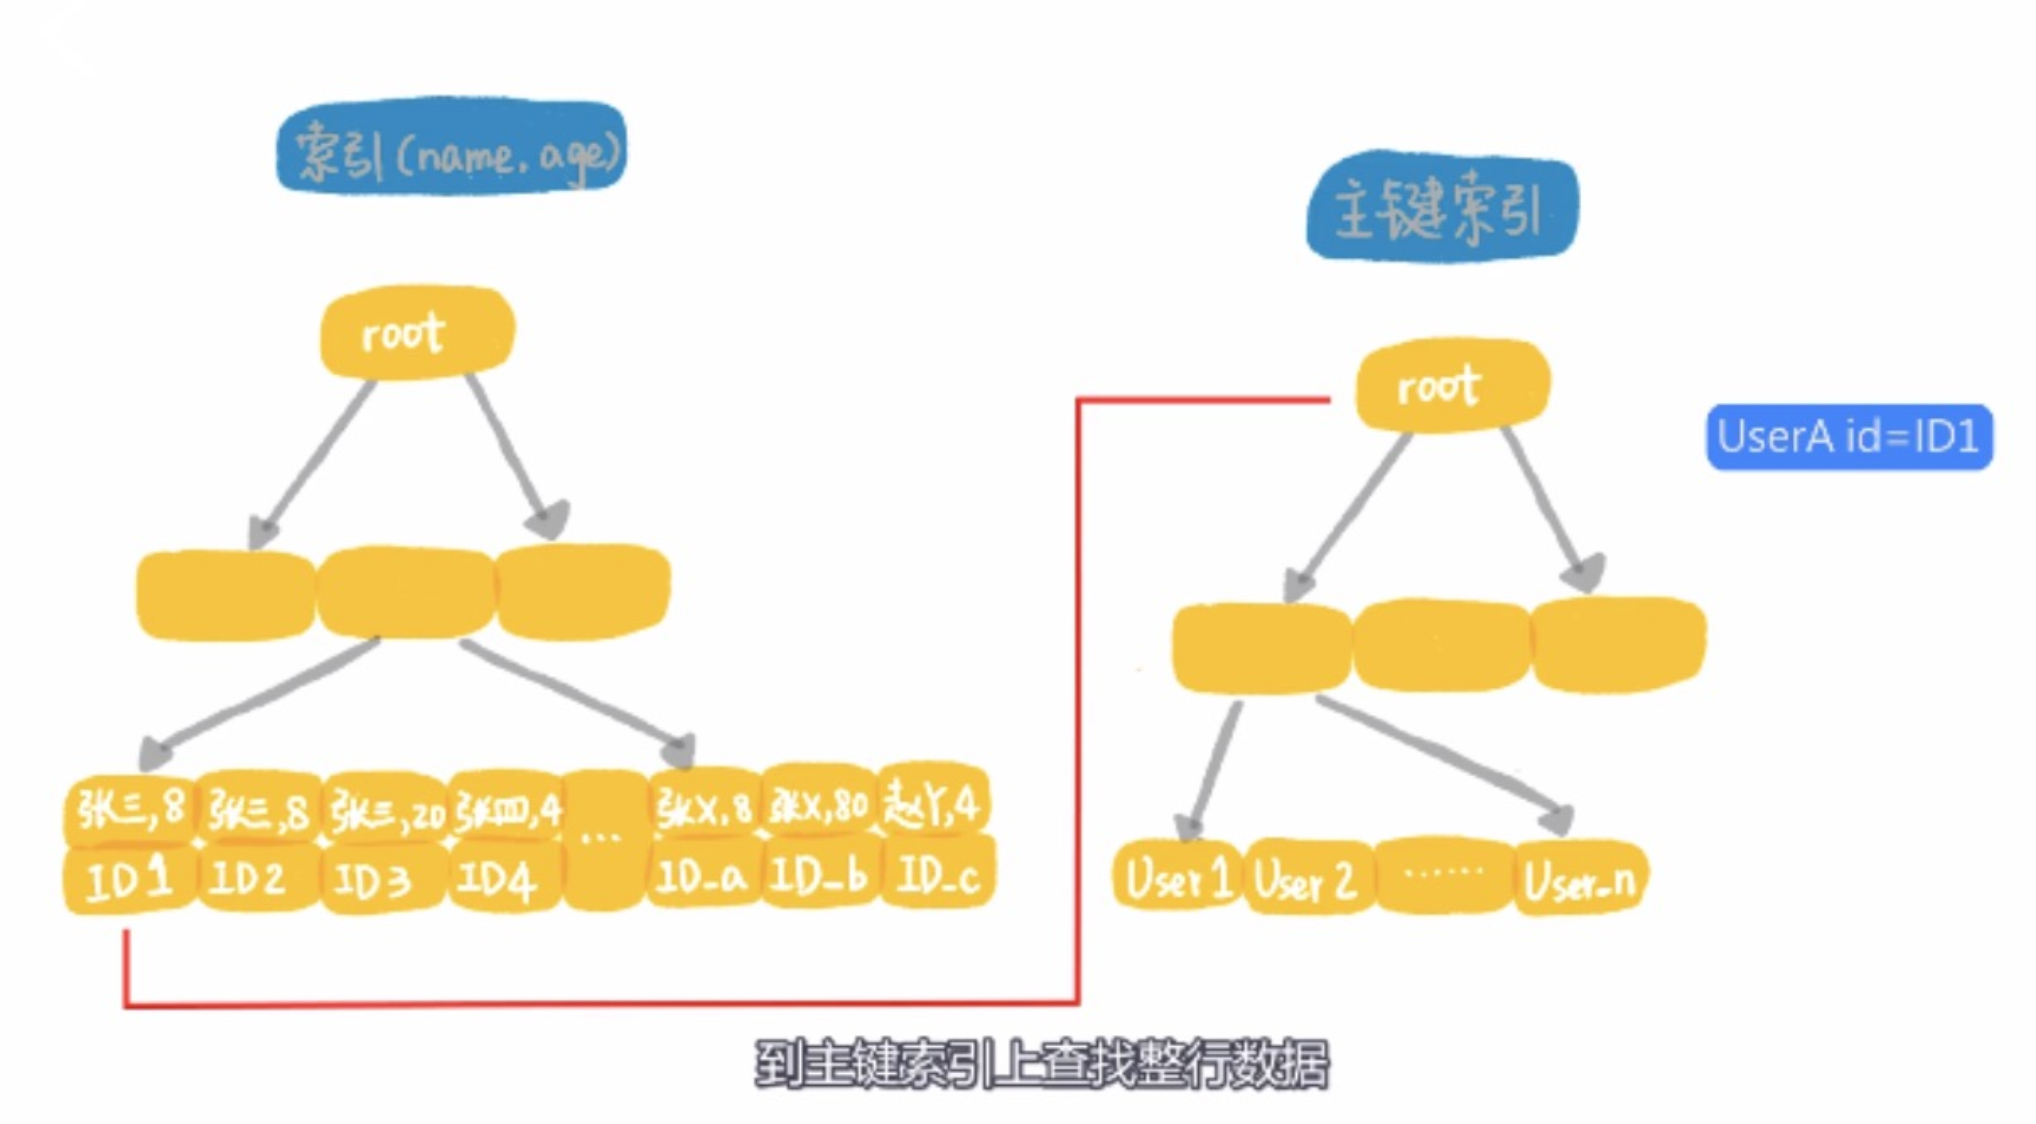 索引(name, age)
主键索引
root
root
UserA id=ID1
张三,8 张三,8 张三,20 张四,4 ... 张X,8 张X,80 赵丫,4
ID1 ID2 ID3 ID4 ID_a ID_b ID_c
User1 User2 ...... User_n
到主键索引上查找整行数据